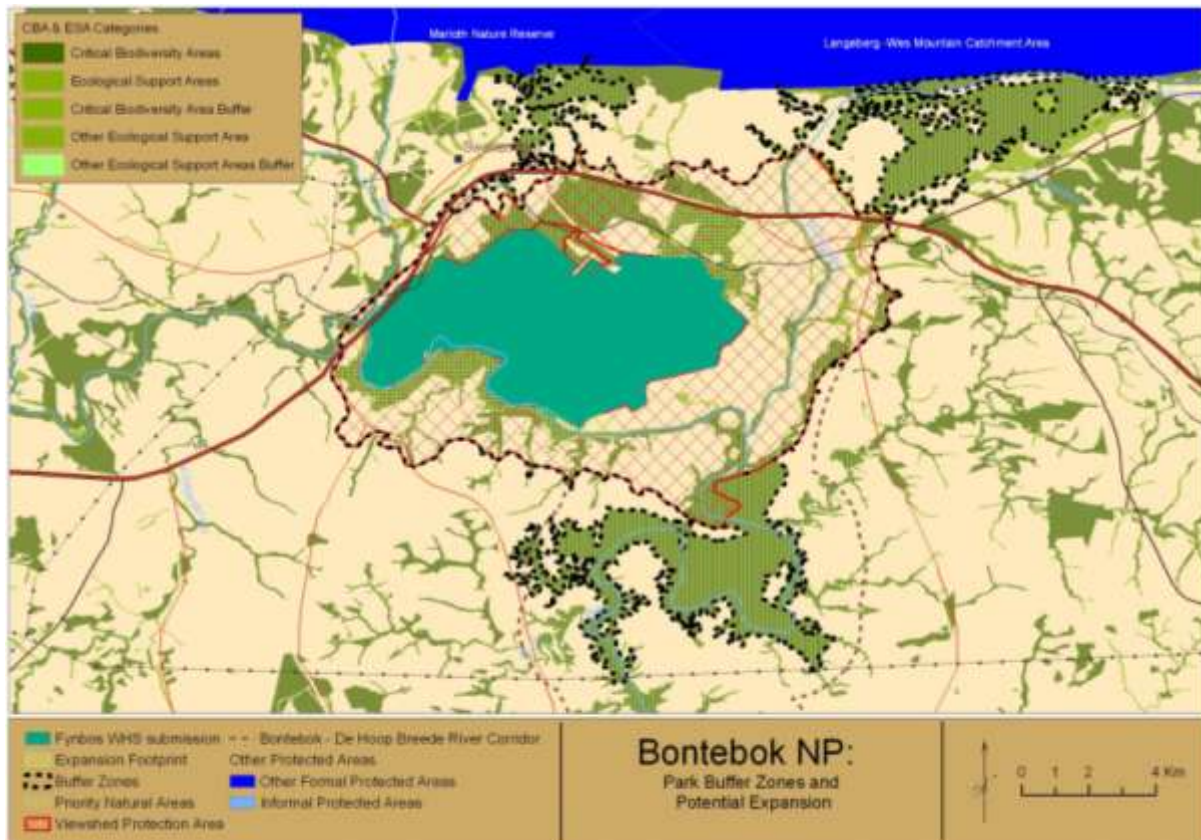 CBA & ESA Categories
Critical Biodiversity Areas
Ecological Support Areas
Critical Biodiversity Area Buffer
Other Ecological Support Area
Other Ecological Support Areas Buffer
Marloth Nature Reserve
Langeberg-Wes Mountain Catchment Area
Fynbos WHS submission
Expansion Footprint
Buffer Zones
Priority Natural Areas
Viewshed Protection Area
Bontebok - De Hoop Breede River Corridor
Other Protected Areas
Other Formal Protected Areas
Informal Protected Areas
Bontebok NP:
Park Buffer Zones and
Potential Expansion
0 1 2 4 Km